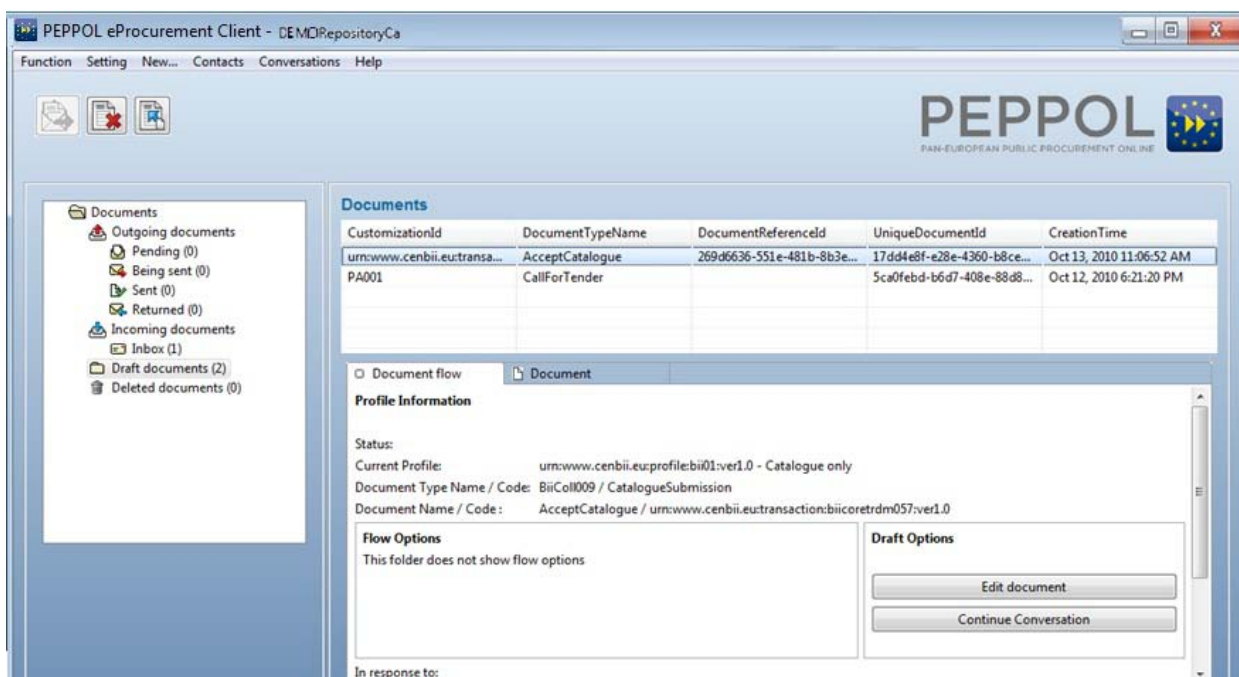 PEPPOL eProcurement Client - DEMORepositoryCa
Function Setting New... Contacts Conversations Help
PEPPOL
PAN-EUROPEAN PUBLIC PROCUREMENT ONLINE
Documents
Outgoing documents
Pending (0)
Being sent (0)
Sent (0)
Returned (0)
Incoming documents
Inbox (1)
Draft documents (2)
Deleted documents (0)
Documents
CustomizationId DocumentTypeName DocumentReferenceId UniqueDocumentId CreationTime
urn:www.cenbii.eu:transa... AcceptCatalogue 269d6636-551e-481b-8b3e... 17dd4e8f-e28e-4360-b8ce... Oct 13, 2010 11:06:52 AM
PA001 CallForTender 5ca0febd-b6d7-408e-88d8... Oct 12, 2010 6:21:20 PM
Document flow Document
Profile Information
Status:
Current Profile: urn:www.cenbii.eu:profile:bii01:ver1.0 - Catalogue only
Document Type Name / Code: BiiColl009 / CatalogueSubmission
Document Name / Code : AcceptCatalogue / urn:www.cenbii.eu:transaction:biicoretrdm057:ver1.0
Flow Options
This folder does not show flow options
Draft Options
Edit document
Continue Conversation
In response to: